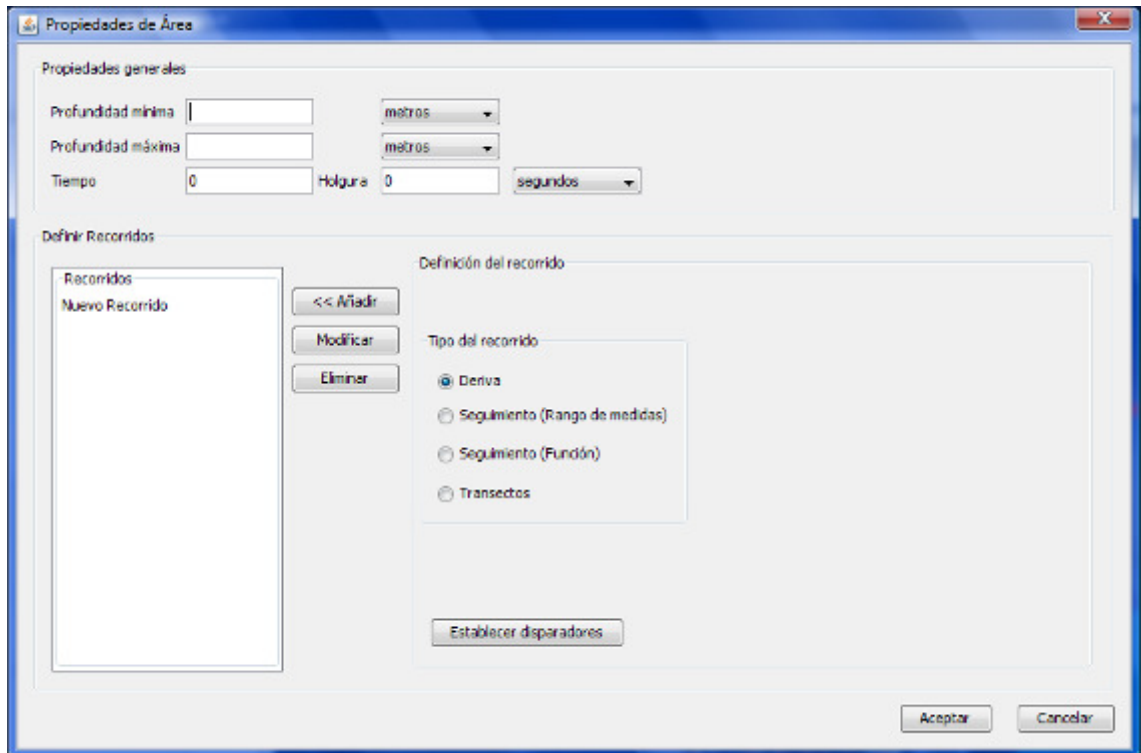 Propiedades de Área
Propiedades generales
Profundidad mínima metros
Profundidad máxima metros
Tiempo 0 Holgura 0 segundos
Definir Recorridos
Recorridos
Nuevo Recorrido
<< Añadir
Modificar
Eliminar
Definición del recorrido
Tipo del recorrido
Deriva
Seguimiento (Rango de medidas)
Seguimiento (Función)
Transectos
Establecer disparadores
Aceptar Cancelar